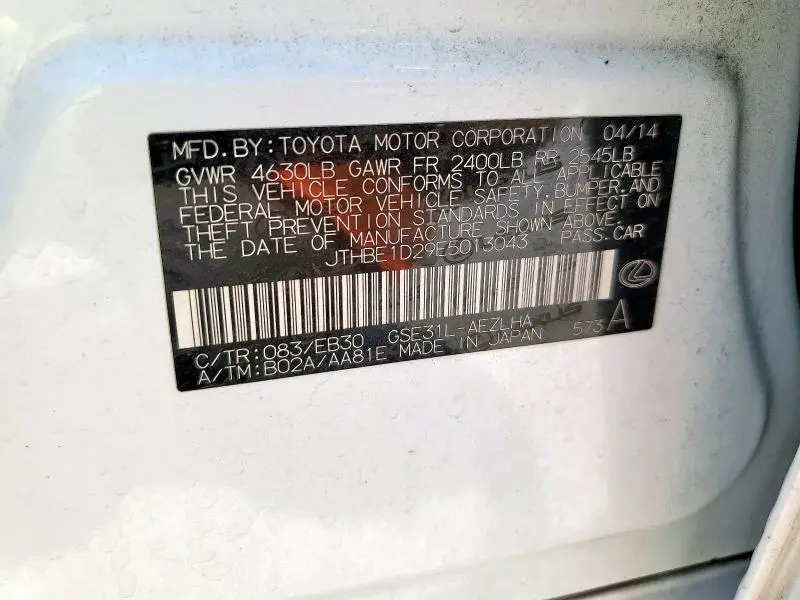 MFD.BY:TOYOTA MOTOR CORPORATION 04/14
GVWR 4630LB GAWR FR 2400LB RR 2545LB
THIS VEHICLE CONFORMS TO ALL APPLICABLE
FEDERAL MOTOR VEHICLE SAFETY,BUMPER,AND
THEFT PREVENTION STANDARDS IN EFFECT ON
THE DATE OF MANUFACTURE SHOWN ABOVE.
JTHBE1D29E5013043 PASS.CAR
C/TR:083/EB30 GSE31L-AEZLHA 573 A
A/TM:B02A/AA81E MADE IN JAPAN